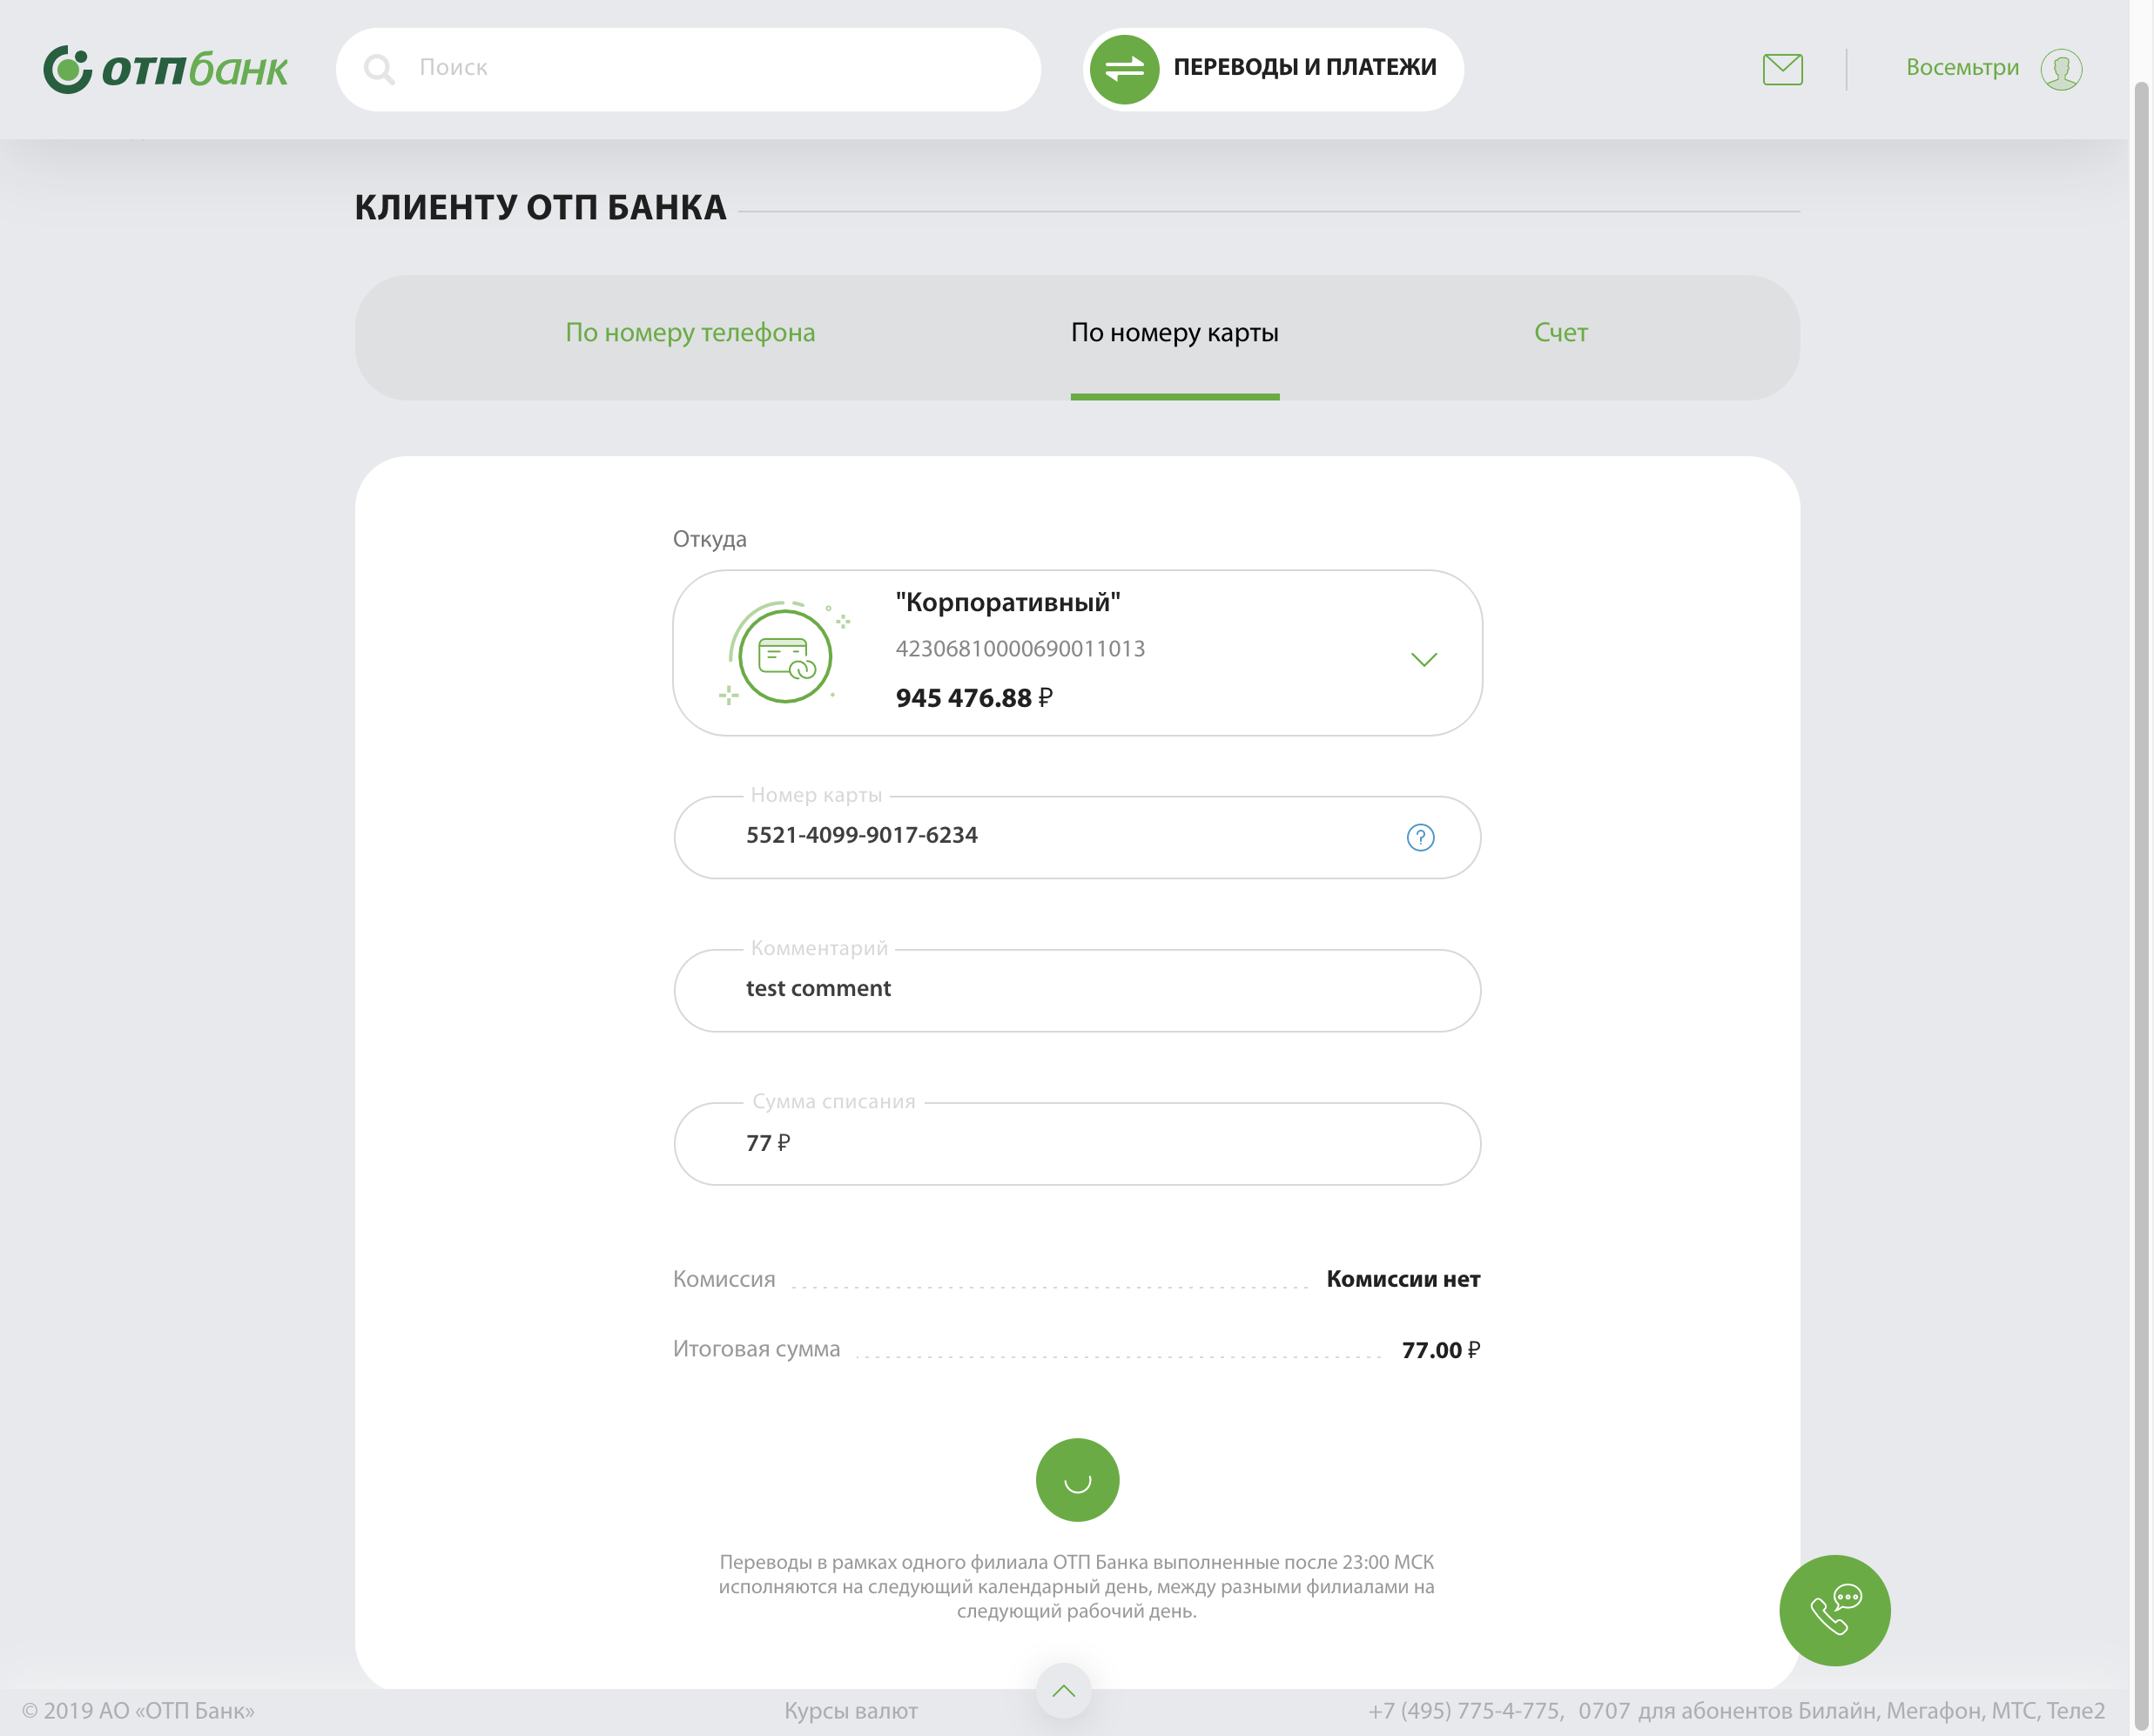 отпбанк
Поиск
ПЕРЕВОДЫ И ПЛАТЕЖИ
Восемьтри
КЛИЕНТУ ОТП БАНКА
По номеру телефона
По номеру карты
Счет
Откуда
"Корпоративный"
42306810000690011013
945 476.88 ₽
Номер карты
5521-4099-9017-6234
?
Комментарий
test comment
Сумма списания
77 ₽
Комиссия
Комиссии нет
Итоговая сумма
77.00 ₽
Переводы в рамках одного филиала ОТП Банка выполненные после 23:00 МСК
исполняются на следующий календарный день, между разными филиалами на
следующий рабочий день.
© 2019 АО «ОТП Банк»
Курсы валют
+7 (495) 775-4-775, 0707 для абонентов Билайн, Мегафон, МТС, Теле2